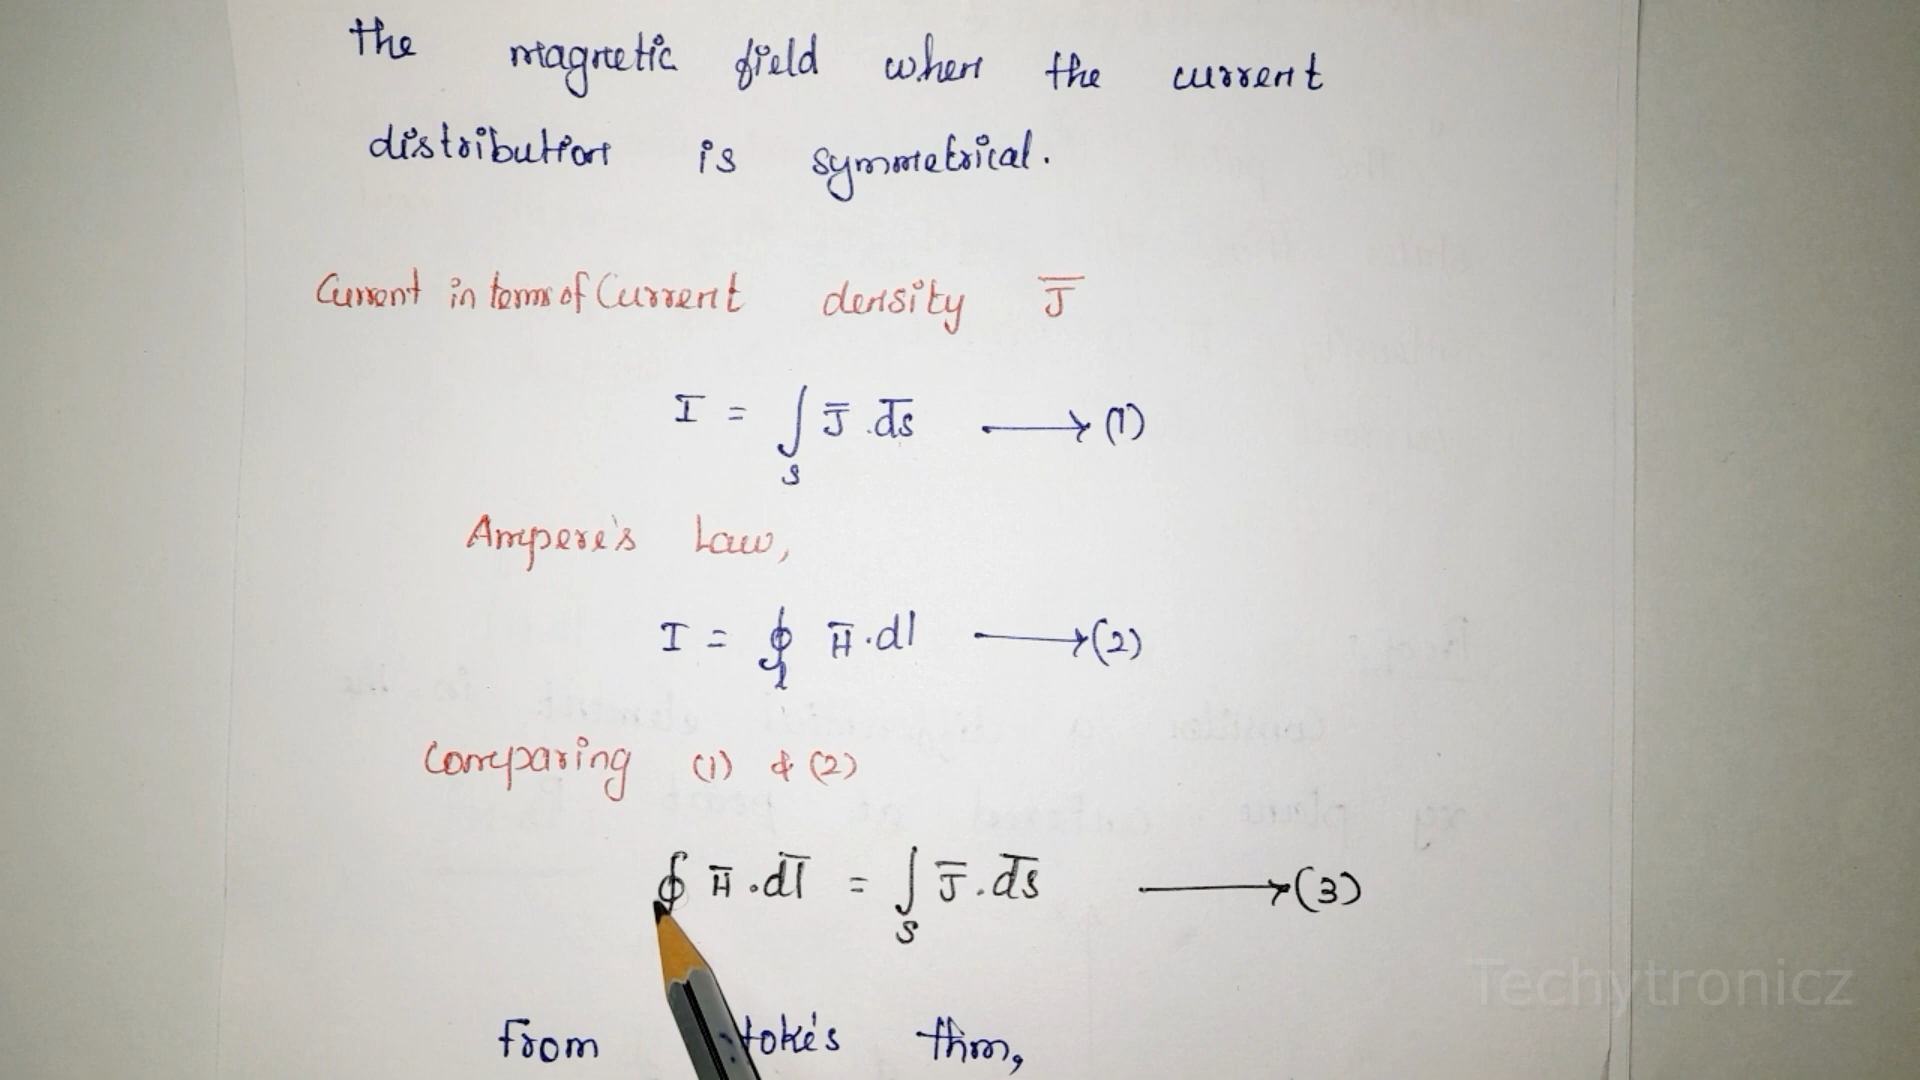 the magnetic field when the current
distribution is symmetrical.
Current in terms of Current density J̅
I = ∫ J̅ . d̅s̅ ⟶ (1)
S
Ampere's Law,
I = ∮ H̅ . dl ⟶ (2)
l
Comparing (1) & (2)
∮ H̅ . dl̅ = ∫ J̅ . d̅s̅ ⟶ (3)
S
Techytronicz
From toke's thm,